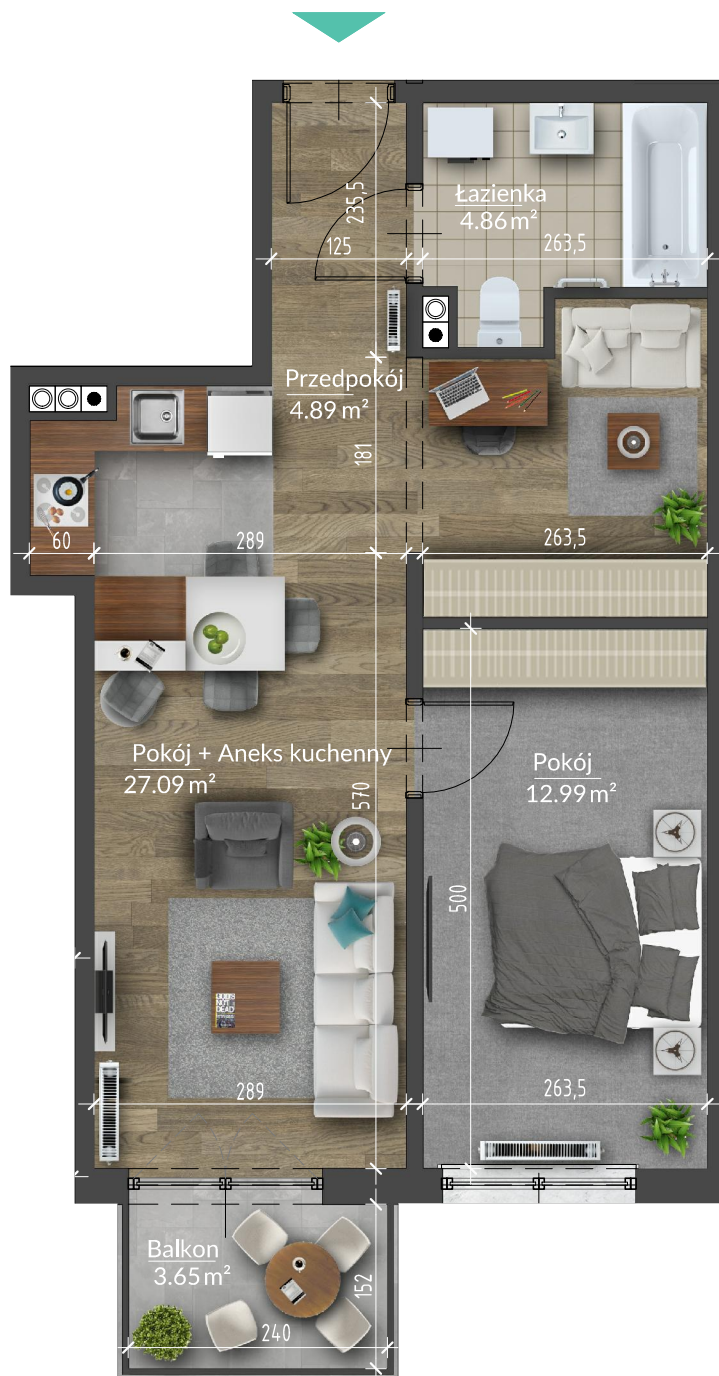 Łazienka
4.86 m²
235,5
125
263,5
Przedpokój
4.89 m²
181
60
289
263,5
Pokój + Aneks kuchenny
27.09 m²
Pokój
12.99 m²
570
500
NOT
DEAD
289
263,5
Balkon
3.65 m²
152
240